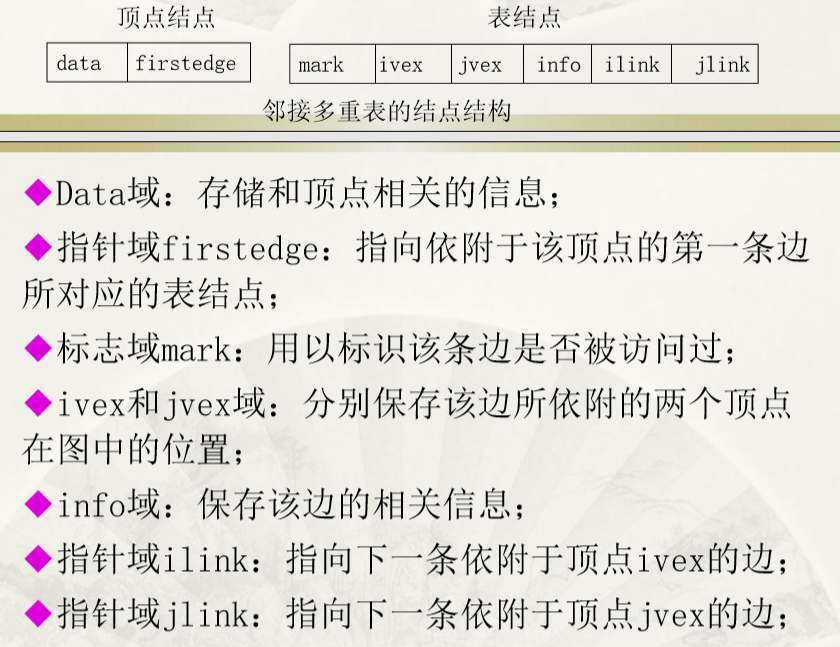 顶点结点 表结点
data firstedge mark ivex jvex info ilink jlink
邻接多重表的结点结构
◆Data域：存储和顶点相关的信息；
◆指针域firstedge：指向依附于该顶点的第一条边
所对应的表结点；
◆标志域mark：用以标识该条边是否被访问过；
◆ivex和jvex域：分别保存该边所依附的两个顶点
在图中的位置；
◆info域：保存该边的相关信息；
◆指针域ilink：指向下一条依附于顶点ivex的边；
◆指针域jlink：指向下一条依附于顶点jvex的边；